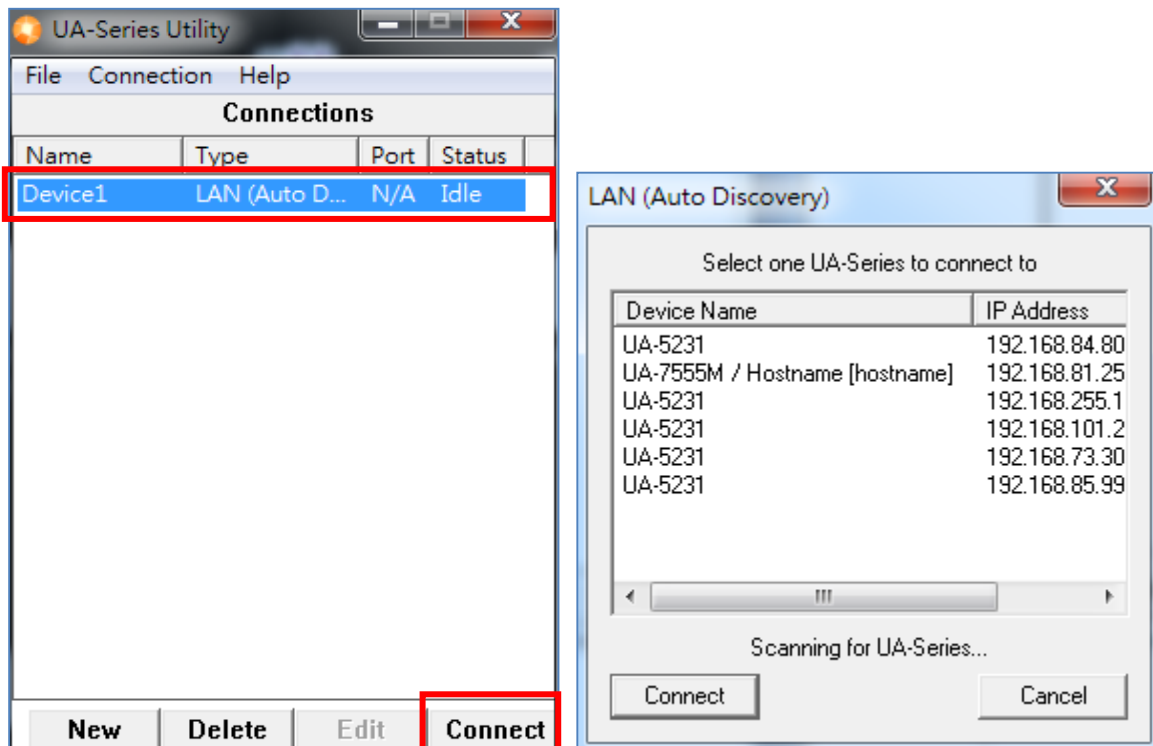 UA-Series Utility
File Connection Help
Connections
Name Type Port Status
Device1 LAN (Auto D... N/A Idle
New Delete Edit Connect
LAN (Auto Discovery)
Select one UA-Series to connect to
Device Name IP Address
UA-5231 192.168.84.80
UA-7555M / Hostname [hostname] 192.168.81.25
UA-5231 192.168.255.1
UA-5231 192.168.101.2
UA-5231 192.168.73.30
UA-5231 192.168.85.99
Scanning for UA-Series...
Connect Cancel